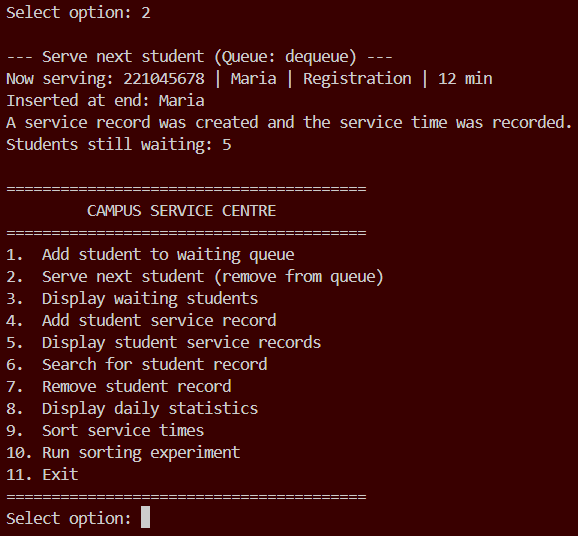 Select option: 2
--- Serve next student (Queue: dequeue) ---
Now serving: 221045678 | Maria | Registration | 12 min
Inserted at end: Maria
A service record was created and the service time was recorded.
Students still waiting: 5
========================================
CAMPUS SERVICE CENTRE
========================================
1.  Add student to waiting queue
2.  Serve next student (remove from queue)
3.  Display waiting students
4.  Add student service record
5.  Display student service records
6.  Search for student record
7.  Remove student record
8.  Display daily statistics
9.  Sort service times
10. Run sorting experiment
11. Exit
========================================
Select option: